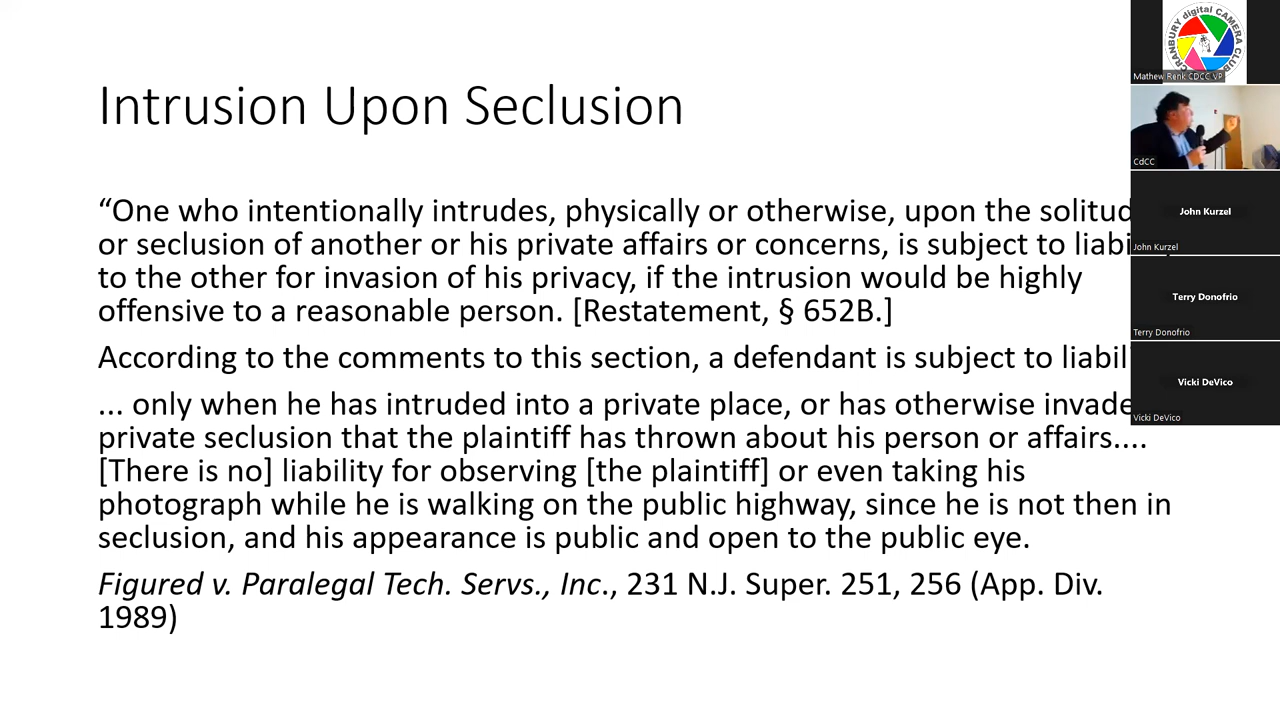 Intrusion Upon Seclusion
“One who intentionally intrudes, physically or otherwise, upon the solitud
or seclusion of another or his private affairs or concerns, is subject to liabi
to the other for invasion of his privacy, if the intrusion would be highly
offensive to a reasonable person. [Restatement, § 652B.]
According to the comments to this section, a defendant is subject to liabil
... only when he has intruded into a private place, or has otherwise invade
private seclusion that the plaintiff has thrown about his person or affairs....
[There is no] liability for observing [the plaintiff] or even taking his
photograph while he is walking on the public highway, since he is not then in
seclusion, and his appearance is public and open to the public eye.
Figured v. Paralegal Tech. Servs., Inc., 231 N.J. Super. 251, 256 (App. Div.
1989)
CRANBURY digital CAMERA CLUB
Mathew Renk CDCC VP
CdCC
John Kurzel
John Kurzel
Terry Donofrio
Terry Donofrio
Vicki DeVico
Vicki DeVico